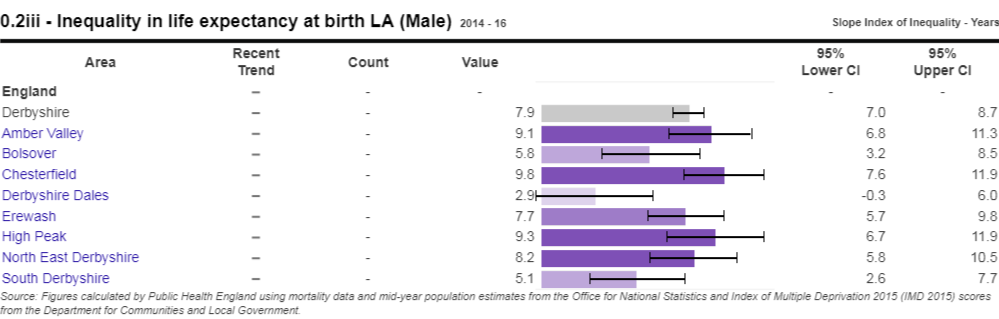 0.2iii - Inequality in life expectancy at birth LA (Male) 2014 - 16 Slope Index of Inequality - Years
Area Recent Trend Count Value 95% Lower CI 95% Upper CI
England – - - - -
Derbyshire – - 7.9 7.0 8.7
Amber Valley – - 9.1 6.8 11.3
Bolsover – - 5.8 3.2 8.5
Chesterfield – - 9.8 7.6 11.9
Derbyshire Dales – - 2.9 -0.3 6.0
Erewash – - 7.7 5.7 9.8
High Peak – - 9.3 6.7 11.9
North East Derbyshire – - 8.2 5.8 10.5
South Derbyshire – - 5.1 2.6 7.7
Source: Figures calculated by Public Health England using mortality data and mid-year population estimates from the Office for National Statistics and Index of Multiple Deprivation 2015 (IMD 2015) scores
from the Department for Communities and Local Government.